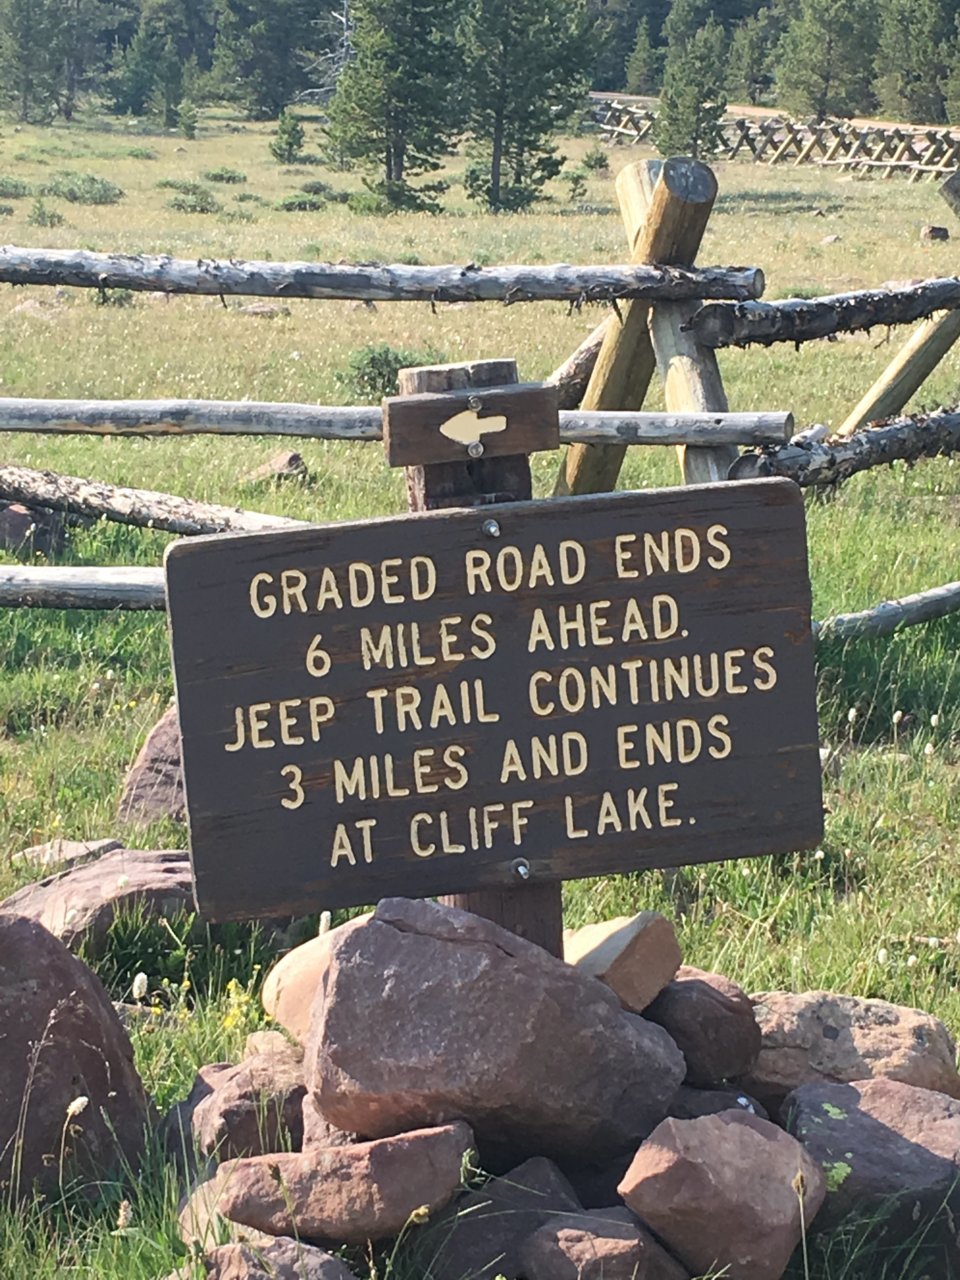 GRADED ROAD ENDS
6 MILES AHEAD.
JEEP TRAIL CONTINUES
3 MILES AND ENDS
AT CLIFF LAKE.